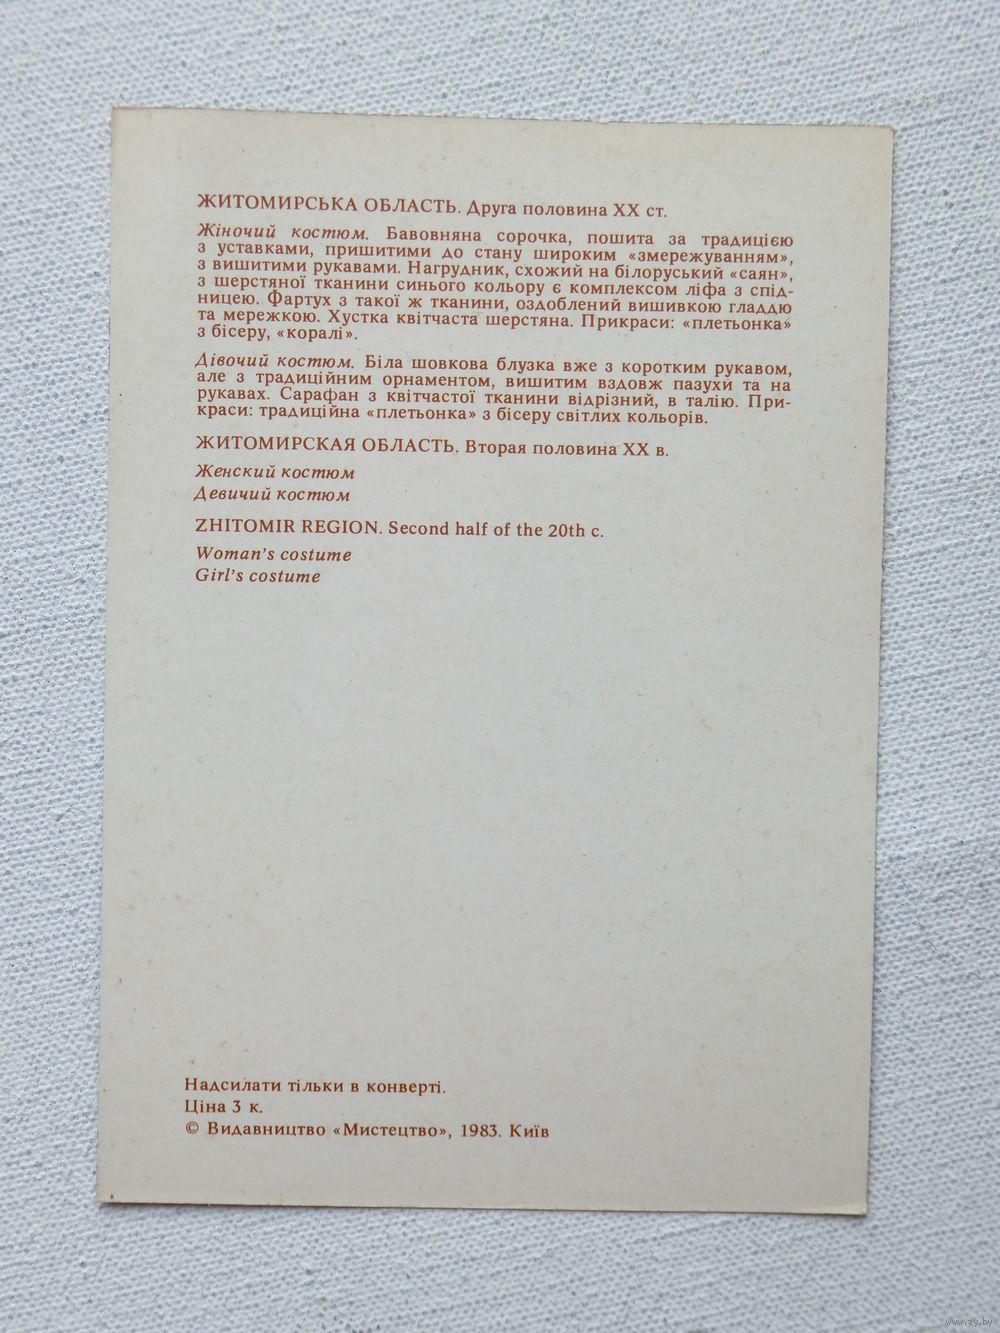 ЖИТОМИРСЬКА ОБЛАСТЬ. Друга половина XX ст.
Жіночий костюм. Бавовняна сорочка, пошита за традицією
з уставками, пришитими до стану широким «змережуванням»,
з вишитими рукавами. Нагрудник, схожий на білоруський «саян»,
з шерстяної тканини синього кольору є комплексом ліфа з спід-
ницею. Фартух з такої ж тканини, оздоблений вишивкою гладдю
та мережкою. Хустка квітчаста шерстяна. Прикраси: «плетьонка»
з бісеру, «коралі».
Дівочий костюм. Біла шовкова блузка вже з коротким рукавом,
але з традиційним орнаментом, вишитим вздовж пазухи та на
рукавах. Сарафан з квітчастої тканини відрізний, в талію. При-
краси: традиційна «плетьонка» з бісеру світлих кольорів.
ЖИТОМИРСКАЯ ОБЛАСТЬ. Вторая половина XX в.
Женский костюм
Девичий костюм
ZHITOMIR REGION. Second half of the 20th c.
Woman's costume
Girl's costume
Надсилати тільки в конверті.
Ціна 3 к.
© Видавництво «Мистецтво», 1983. Київ
www.ay.by